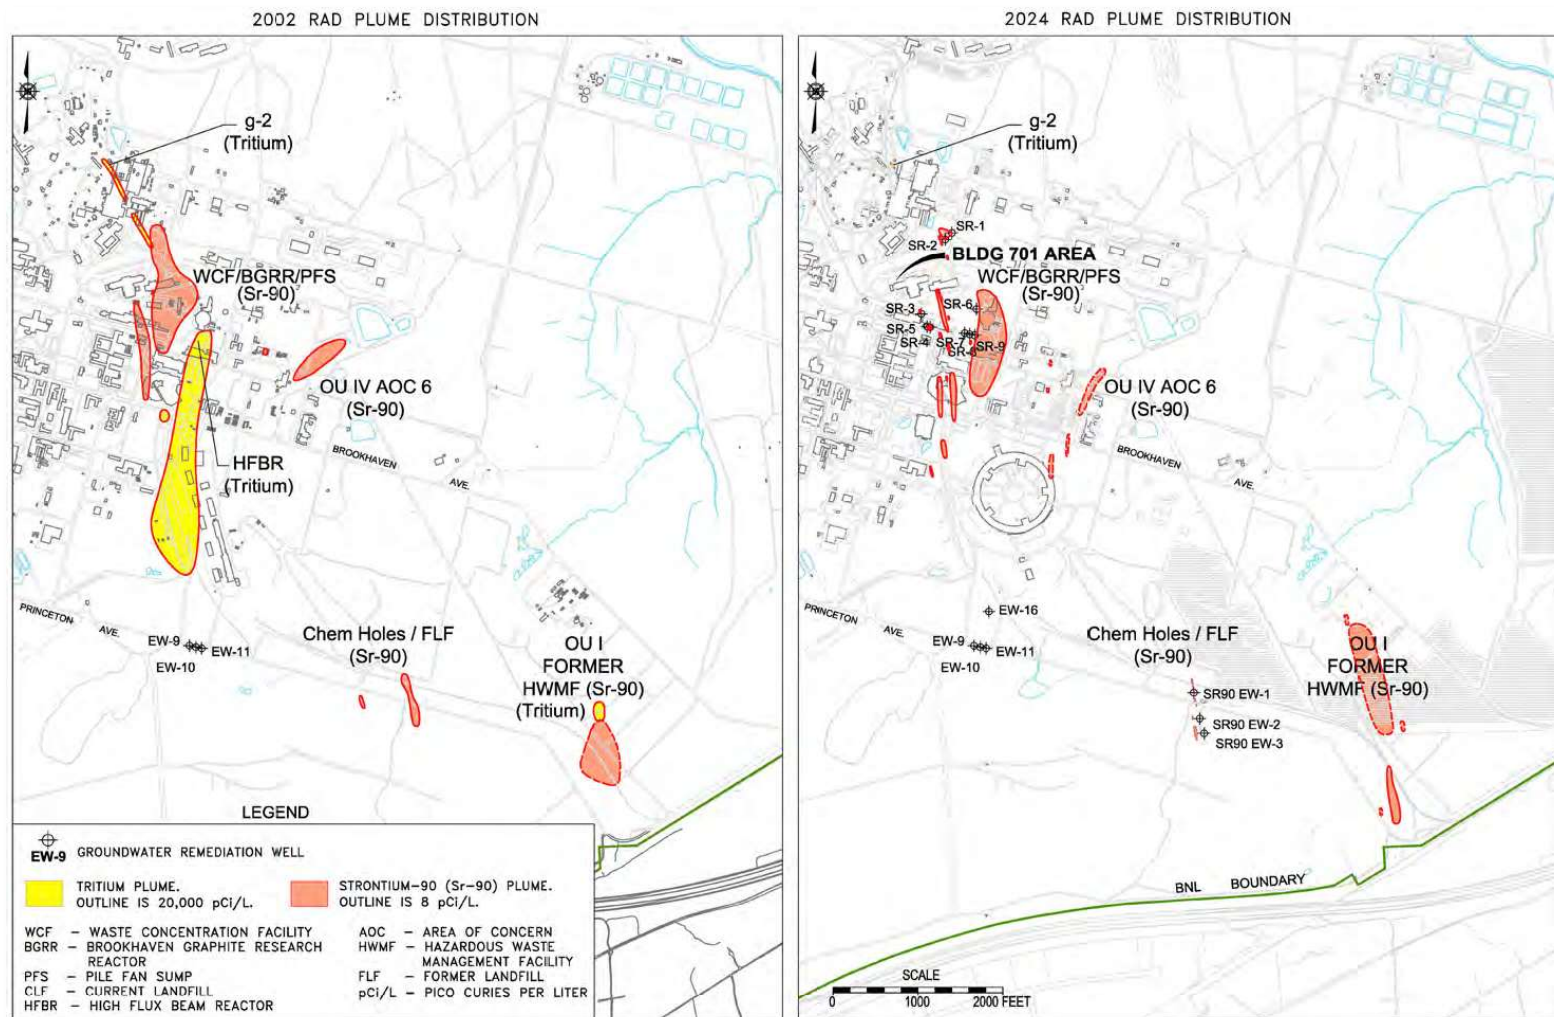 2002 RAD PLUME DISTRIBUTION
g-2
(Tritium)
WCF/BGRR/PFS
(Sr-90)
OU IV AOC 6
(Sr-90)
HFBR
(Tritium)
BROOKHAVEN
AVE.
PRINCETON
AVE.
EW-9
EW-10
EW-11
Chem Holes / FLF
(Sr-90)
OU I
FORMER
HWMF (Sr-90)
(Tritium)
LEGEND
EW-9 GROUNDWATER REMEDIATION WELL
TRITIUM PLUME.
OUTLINE IS 20,000 pCi/L.
STRONTIUM-90 (Sr-90) PLUME.
OUTLINE IS 8 pCi/L.
WCF – WASTE CONCENTRATION FACILITY
BGRR – BROOKHAVEN GRAPHITE RESEARCH
REACTOR
PFS – PILE FAN SUMP
CLF – CURRENT LANDFILL
HFBR – HIGH FLUX BEAM REACTOR
AOC – AREA OF CONCERN
HWMF – HAZARDOUS WASTE
MANAGEMENT FACILITY
FLF – FORMER LANDFILL
pCi/L – PICO CURIES PER LITER
2024 RAD PLUME DISTRIBUTION
g-2
(Tritium)
SR-1
SR-2
BLDG 701 AREA
WCF/BGRR/PFS
(Sr-90)
SR-3
SR-6
SR-5
SR-4
SR-7
SR-8
SR-9
OU IV AOC 6
(Sr-90)
BROOKHAVEN
AVE.
PRINCETON
AVE.
EW-16
EW-9
EW-10
EW-11
Chem Holes / FLF
(Sr-90)
SR90 EW-1
SR90 EW-2
SR90 EW-3
OU I
FORMER
HWMF (Sr-90)
BNL BOUNDARY
SCALE
0 1000 2000 FEET